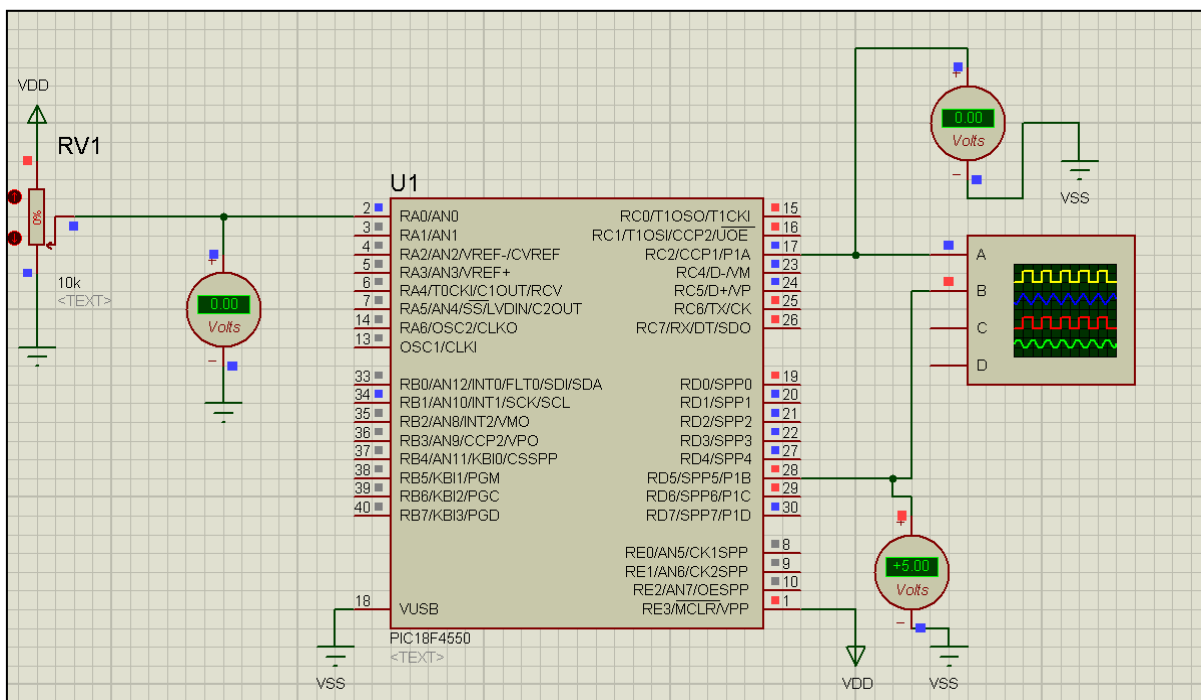 VDD
RV1
0%
10k
<TEXT>
+
0.00
Volts
-
U1
2 RA0/AN0
3 RA1/AN1
4 RA2/AN2/VREF-/CVREF
5 RA3/AN3/VREF+
6 RA4/T0CKI/C1OUT/RCV
7 RA5/AN4/SS/LVDIN/C2OUT
14 RA6/OSC2/CLKO
13 OSC1/CLKI
33 RB0/AN12/INT0/FLT0/SDI/SDA
34 RB1/AN10/INT1/SCK/SCL
35 RB2/AN8/INT2/VMO
36 RB3/AN9/CCP2/VPO
37 RB4/AN11/KBI0/CSSPP
38 RB5/KBI1/PGM
39 RB6/KBI2/PGC
40 RB7/KBI3/PGD
18 VUSB
RC0/T1OSO/T1CKI 15
RC1/T1OSI/CCP2/UOE 16
RC2/CCP1/P1A 17
RC4/D-/VM 23
RC5/D+/VP 24
RC6/TX/CK 25
RC7/RX/DT/SDO 26
RD0/SPP0 19
RD1/SPP1 20
RD2/SPP2 21
RD3/SPP3 22
RD4/SPP4 27
RD5/SPP5/P1B 28
RD6/SPP6/P1C 29
RD7/SPP7/P1D 30
RE0/AN5/CK1SPP 8
RE1/AN6/CK2SPP 9
RE2/AN7/OESPP 10
RE3/MCLR/VPP 1
PIC18F4550
<TEXT>
VSS
+
0.00
Volts
-
VSS
A
B
C
D
+
+5.00
Volts
-
VDD
VSS